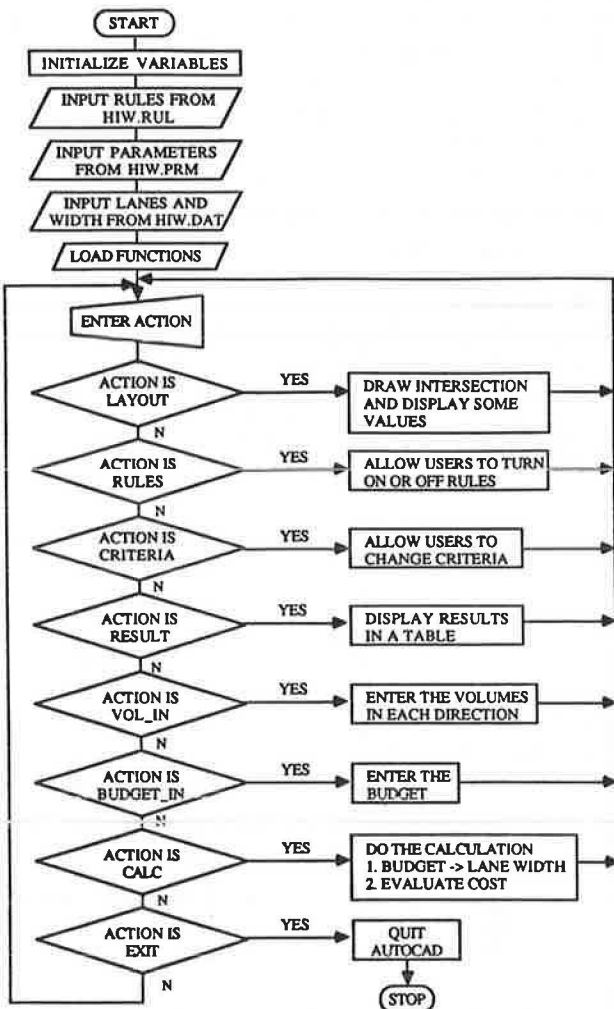 START
INITIALIZE VARIABLES
INPUT RULES FROM
HIW.RUL
INPUT PARAMETERS
FROM HIW.PRM
INPUT LANES AND
WIDTH FROM HIW.DAT
LOAD FUNCTIONS
ENTER ACTION
ACTION IS
LAYOUT
YES
DRAW INTERSECTION
AND DISPLAY SOME
VALUES
N
ACTION IS
RULES
YES
ALLOW USERS TO TURN
ON OR OFF RULES
N
ACTION IS
CRITERIA
YES
ALLOW USERS TO
CHANGE CRITERIA
N
ACTION IS
RESULT
YES
DISPLAY RESULTS
IN A TABLE
N
ACTION IS
VOL_IN
YES
ENTER THE VOLUMES
IN EACH DIRECTION
N
ACTION IS
BUDGET_IN
YES
ENTER THE
BUDGET
N
ACTION IS
CALC
YES
DO THE CALCULATION
1. BUDGET -> LANE WIDTH
2. EVALUATE COST
N
ACTION IS
EXIT
YES
QUIT
AUTOCAD
N
STOP